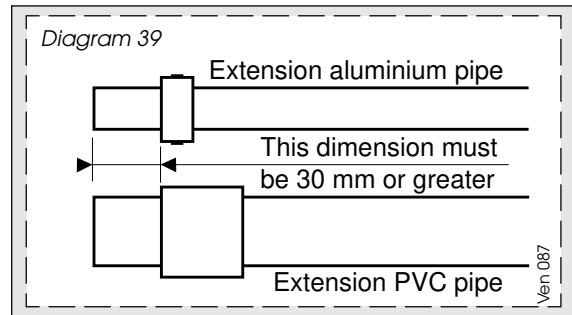 Diagram 39
Extension aluminium pipe
This dimension must
be 30 mm or greater
Extension PVC pipe
Ven 087